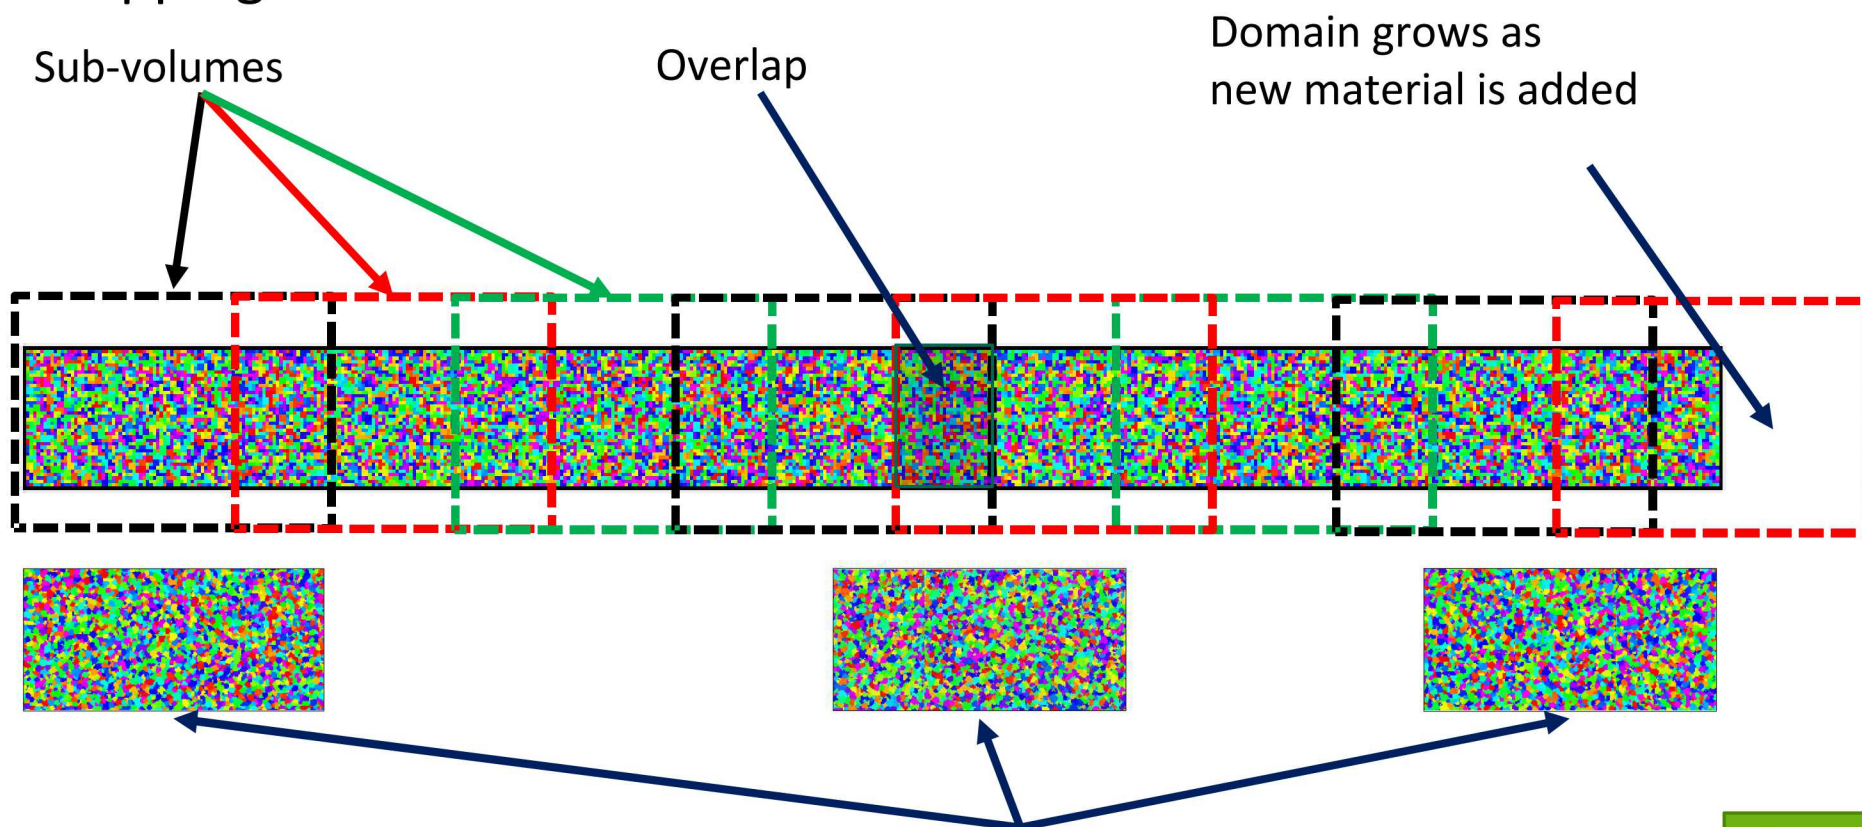 Sub-volumes
Overlap
Domain grows as
new material is added